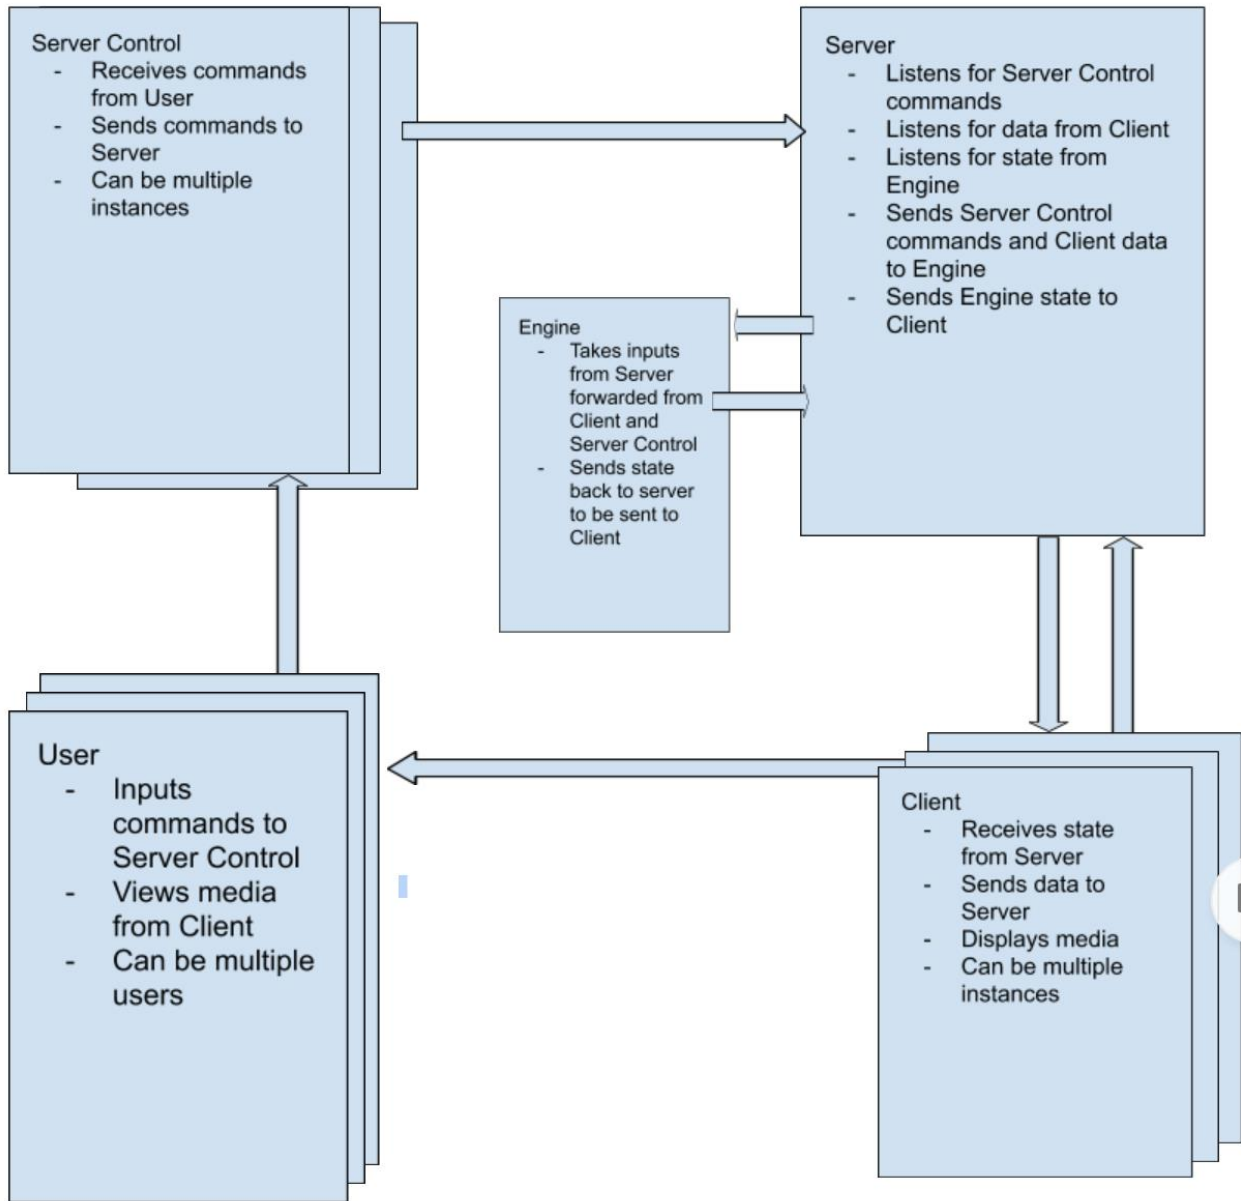 Server Control
- Receives commands
from User
- Sends commands to
Server
- Can be multiple
instances
Server
- Listens for Server Control
commands
- Listens for data from Client
- Listens for state from
Engine
- Sends Server Control
commands and Client data
to Engine
- Sends Engine state to
Client
Engine
- Takes inputs
from Server
forwarded from
Client and
Server Control
- Sends state
back to server
to be sent to
Client
User
- Inputs
commands to
Server Control
- Views media
from Client
- Can be multiple
users
Client
- Receives state
from Server
- Sends data to
Server
- Displays media
- Can be multiple
instances